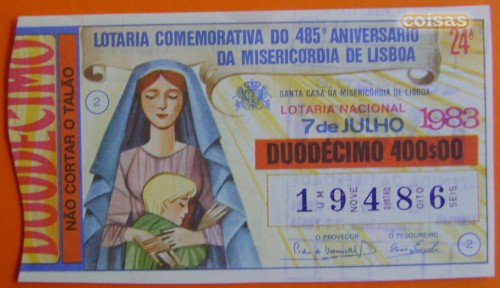 coisas
LOTARIA COMEMORATIVA DO 485º ANIVERSÁRIO
DA MISERICÓRDIA DE LISBOA
24ª
DUODÉCIMO
NÃO CORTAR O TALÃO
2
SANTA CASA DA MISERICÓRDIA DE LISBOA
LOTARIA NACIONAL
7 de JULHO 1983
DUODÉCIMO 400$00
1 UM 9 NOVE 4 QUATRO 8 OITO 6 SEIS
O PROVEDOR O TESOUREIRO
2